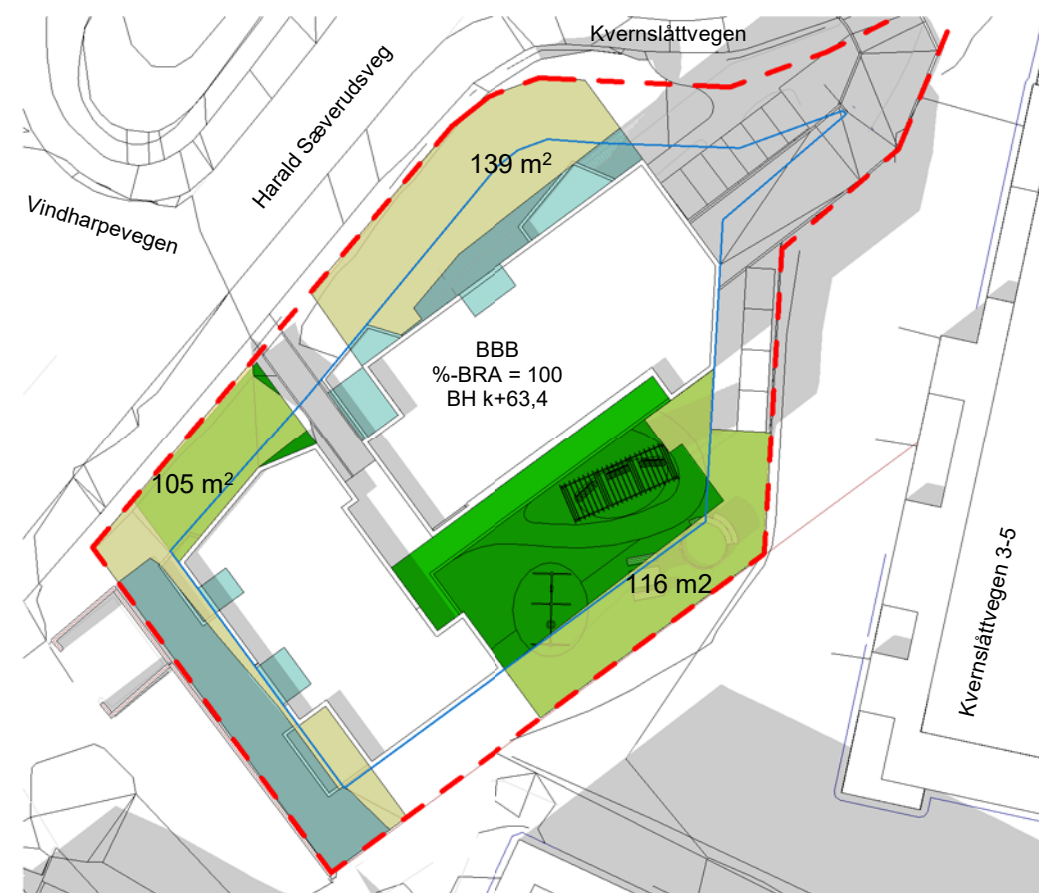 Kvernslåttvegen
Harald Sæverudsveg
139 m²
Vindharpevegen
BBB
%-BRA = 100
BH k+63,4
105 m²
116 m2
Kvernslåttvegen 3-5